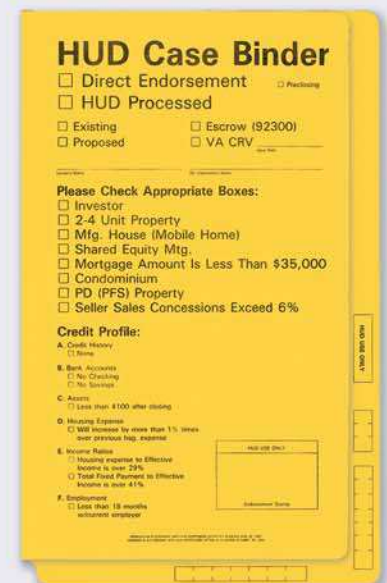 HUD Case Binder
☐ Direct Endorsement ☐ Preclosing
☐ HUD Processed
☐ Existing ☐ Escrow (92300)
☐ Proposed ☐ VA CRV
Please Check Appropriate Boxes:
☐ Investor
☐ 2-4 Unit Property
☐ Mfg. House (Mobile Home)
☐ Shared Equity Mtg.
☐ Mortgage Amount Is Less Than $35,000
☐ Condominium
☐ PD (PFS) Property
☐ Seller Sales Concessions Exceed 6%
Credit Profile:
A. Credit History
☐ None
B. Bank Accounts
☐ No Checking
☐ No Savings
C. Assets
☐ Less than $100 after closing
D. Housing Expense
☐ Will increase by more than 1½ times
over previous hsg. expense
E. Income Ratios
☐ Housing expense to Effective
Income is over 29%
☐ Total Fixed Payment to Effective
Income is over 41%
F. Employment
☐ Less than 18 months
w/current employer
HUD USE ONLY
Endorsement Stamp
HUD USE ONLY